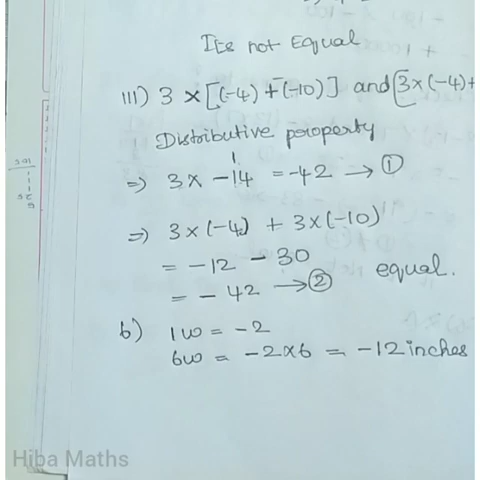 Its not Equal
III) 3 × [(-4) + (-10)] and [3×(-4)+
Distributive property
⇒ 3× -14 = -42 → ①
⇒ 3×(-4) + 3×(-10)
= -12 - 30
= -42 → ② equal.
b) 1w = -2
6w = -2×6 = -12 inches
Hiba Maths